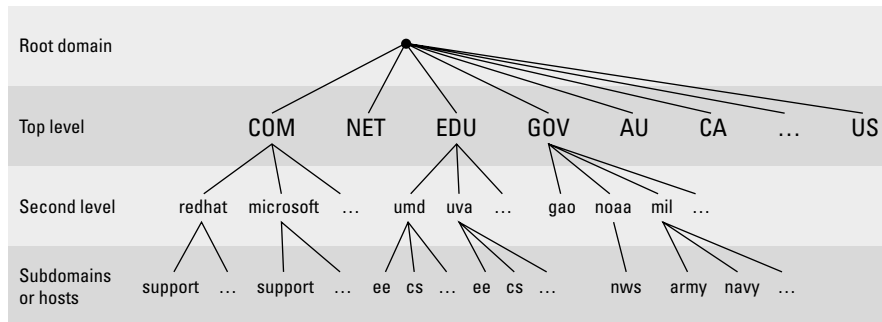 Root domain
Top level COM NET EDU GOV AU CA ... US
Second level redhat microsoft ... umd uva ... gao noaa mil ...
Subdomains
or hosts
support ... support ... ee cs ... ee cs ... nws army navy ...